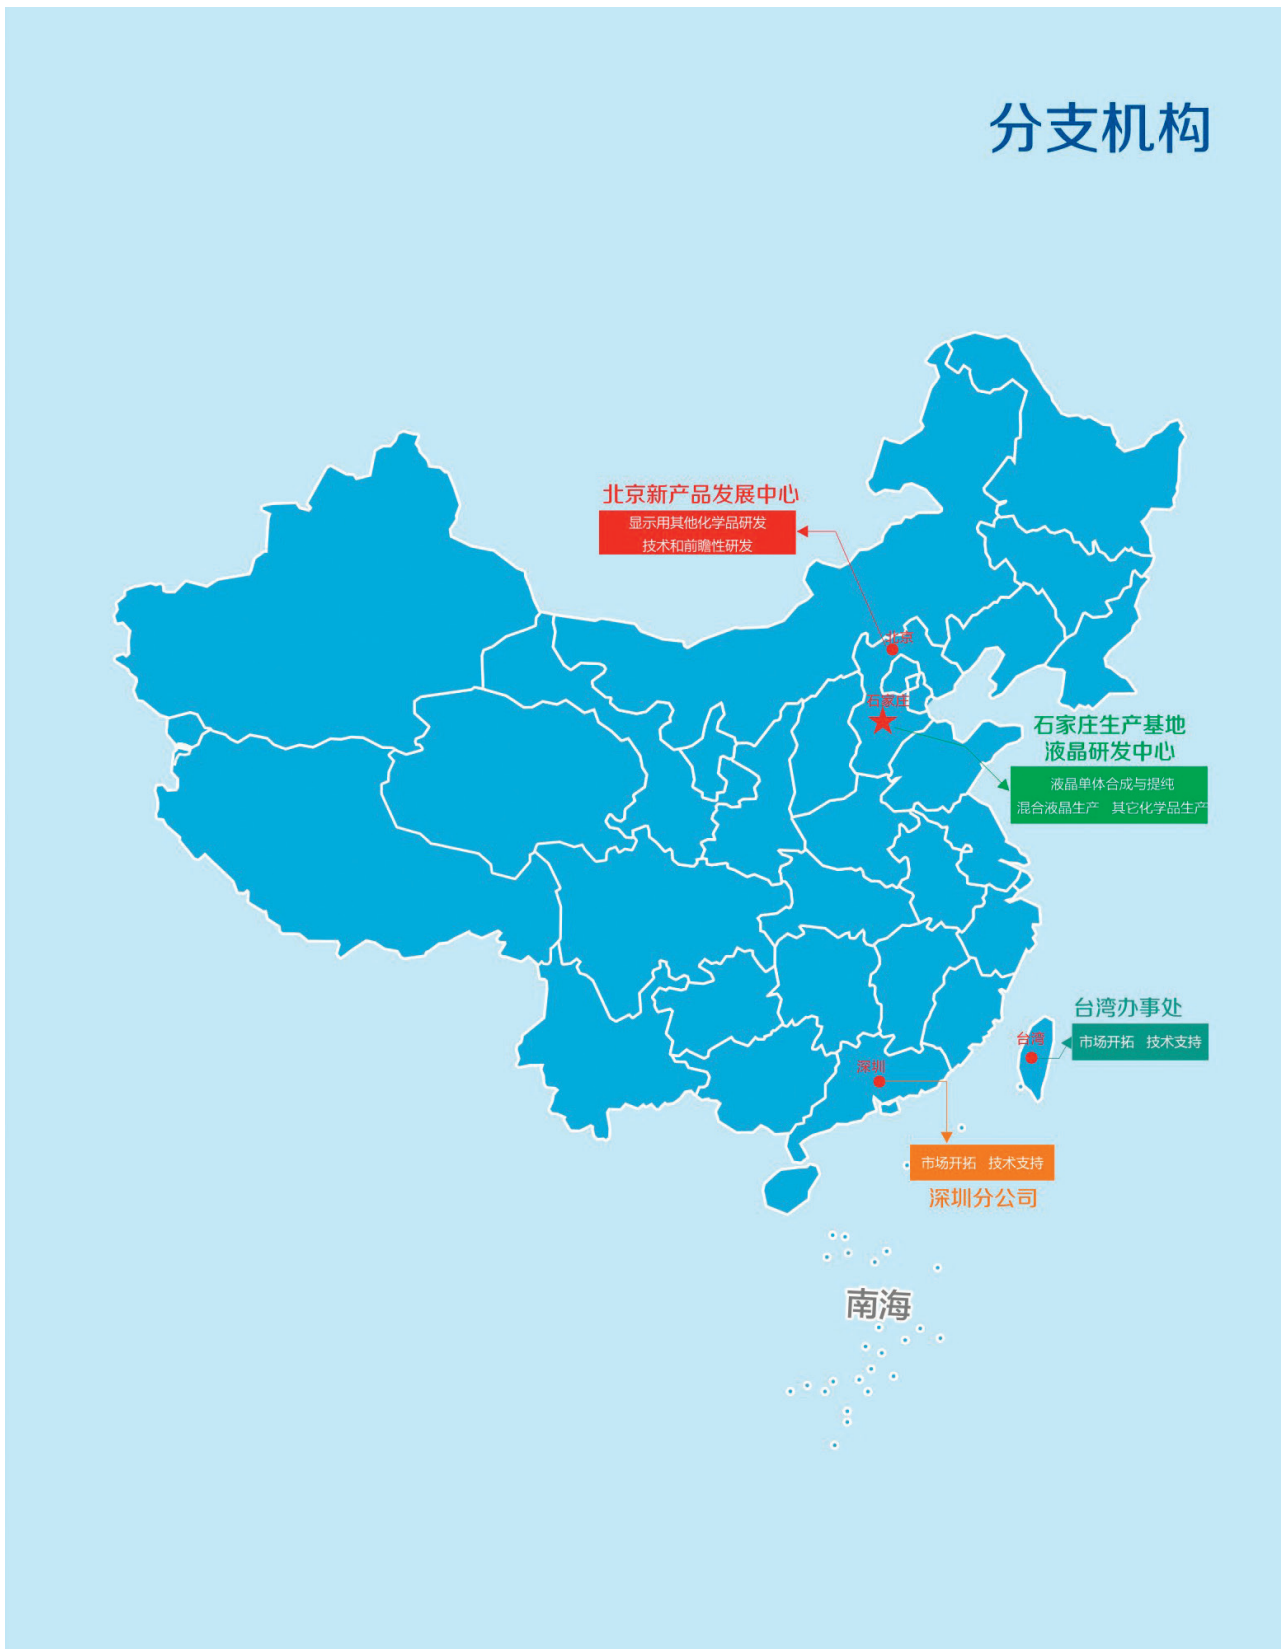 分支机构
北京新产品发展中心
显示用其他化学品研发
技术和前瞻性研发
北京
石家庄
石家庄生产基地
液晶研发中心
液晶单体合成与提纯
混合液晶生产 其它化学品生产
台湾办事处
台湾
市场开拓 技术支持
深圳
市场开拓 技术支持
深圳分公司
南海